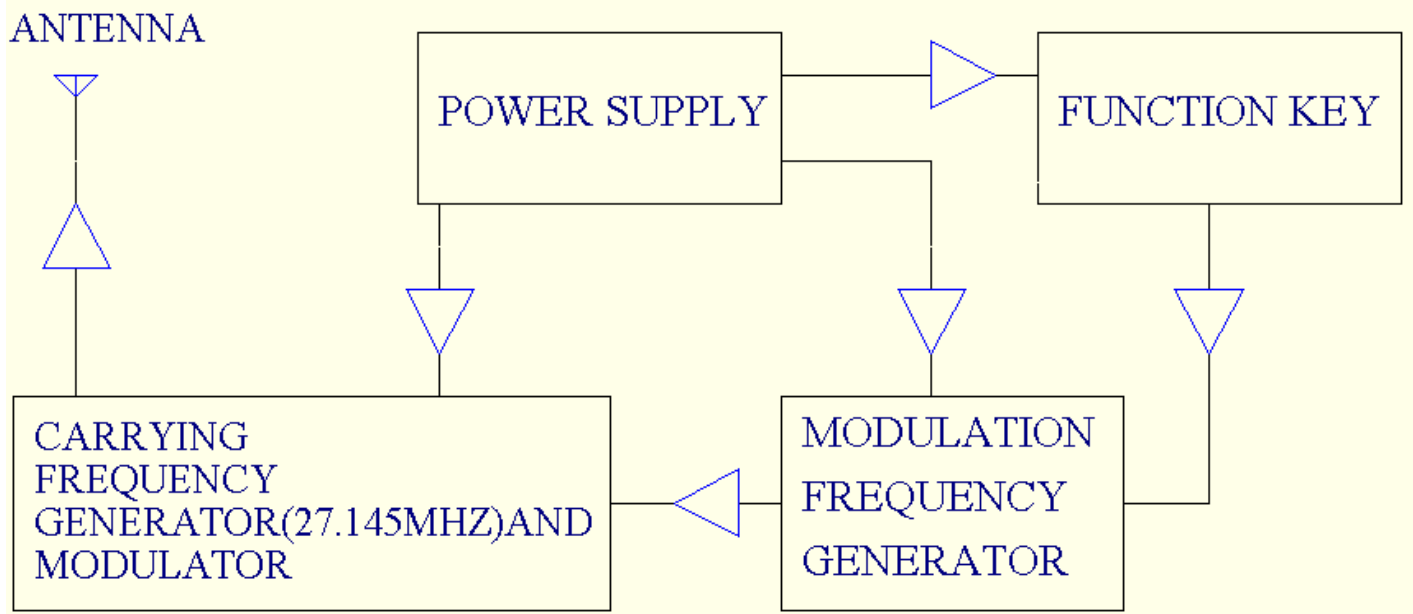 ANTENNA
POWER SUPPLY
FUNCTION KEY
CARRYING
FREQUENCY
GENERATOR(27.145MHZ)AND
MODULATOR
MODULATION
FREQUENCY
GENERATOR